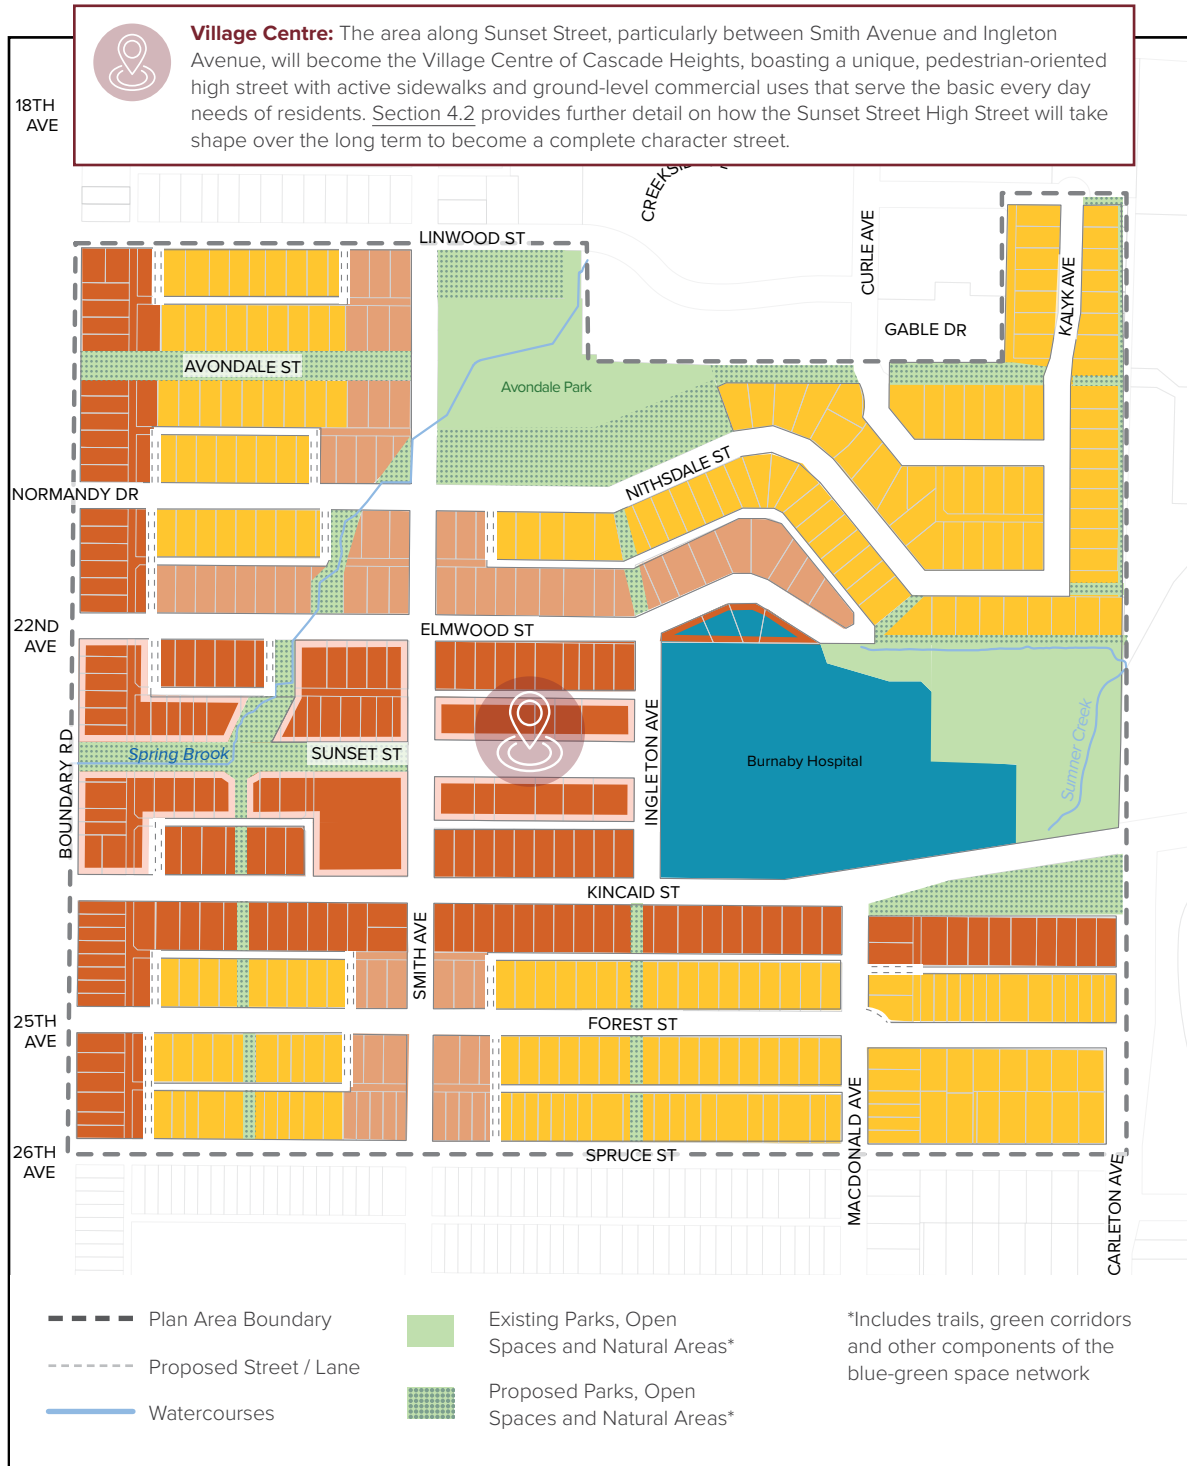 Village Centre: The area along Sunset Street, particularly between Smith Avenue and Ingleton
Avenue, will become the Village Centre of Cascade Heights, boasting a unique, pedestrian-oriented
high street with active sidewalks and ground-level commercial uses that serve the basic every day
needs of residents. Section 4.2 provides further detail on how the Sunset Street High Street will take
shape over the long term to become a complete character street.
18TH
AVE
LINWOOD ST
CURLE AVE
GABLE DR
KALYK AVE
AVONDALE ST
Avondale Park
NITHSDALE ST
NORMANDY DR
22ND
AVE
ELMWOOD ST
BOUNDARY RD
Spring Brook
SUNSET ST
INGLETON AVE
Burnaby Hospital
Sumner Creek
KINCAID ST
SMITH AVE
25TH
AVE
FOREST ST
MACDONALD AVE
26TH
AVE
SPRUCE ST
CARLETON AVE
Plan Area Boundary
Proposed Street / Lane
Watercourses
Existing Parks, Open
Spaces and Natural Areas*
Proposed Parks, Open
Spaces and Natural Areas*
*Includes trails, green corridors
and other components of the
blue-green space network